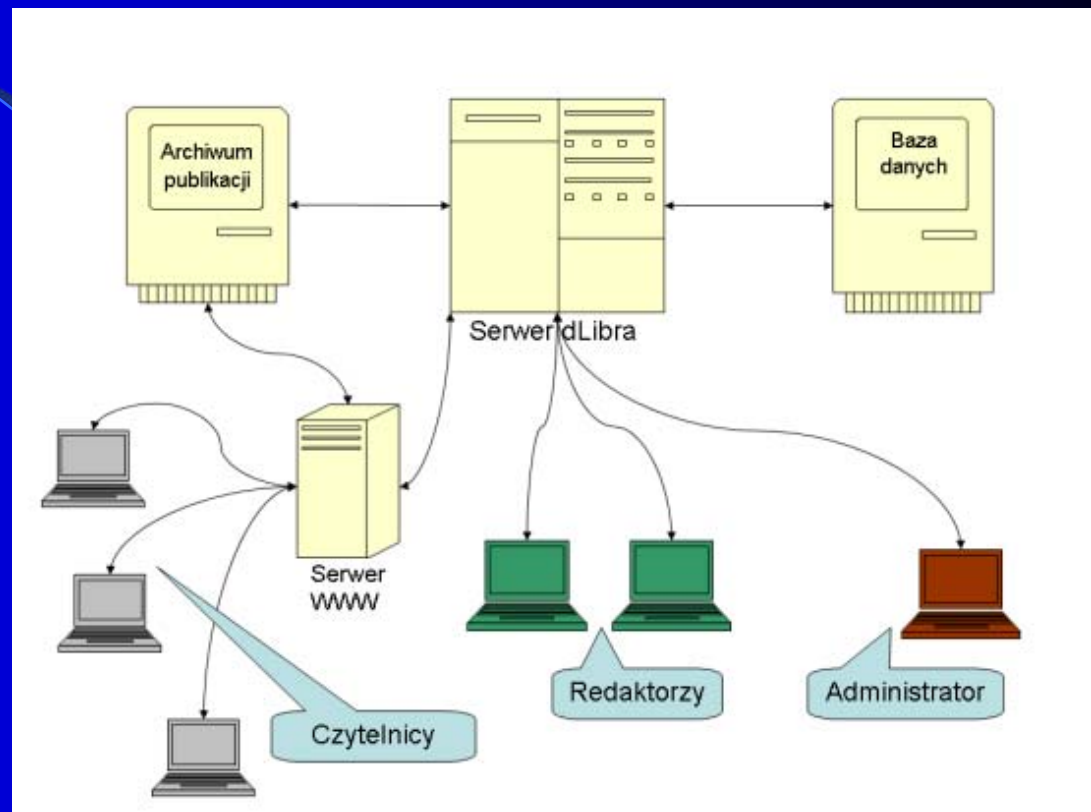 Archiwum
publikacji
Baza
danych
Serwer dLibra
Serwer
WWW
Redaktorzy
Administrator
Czytelnicy